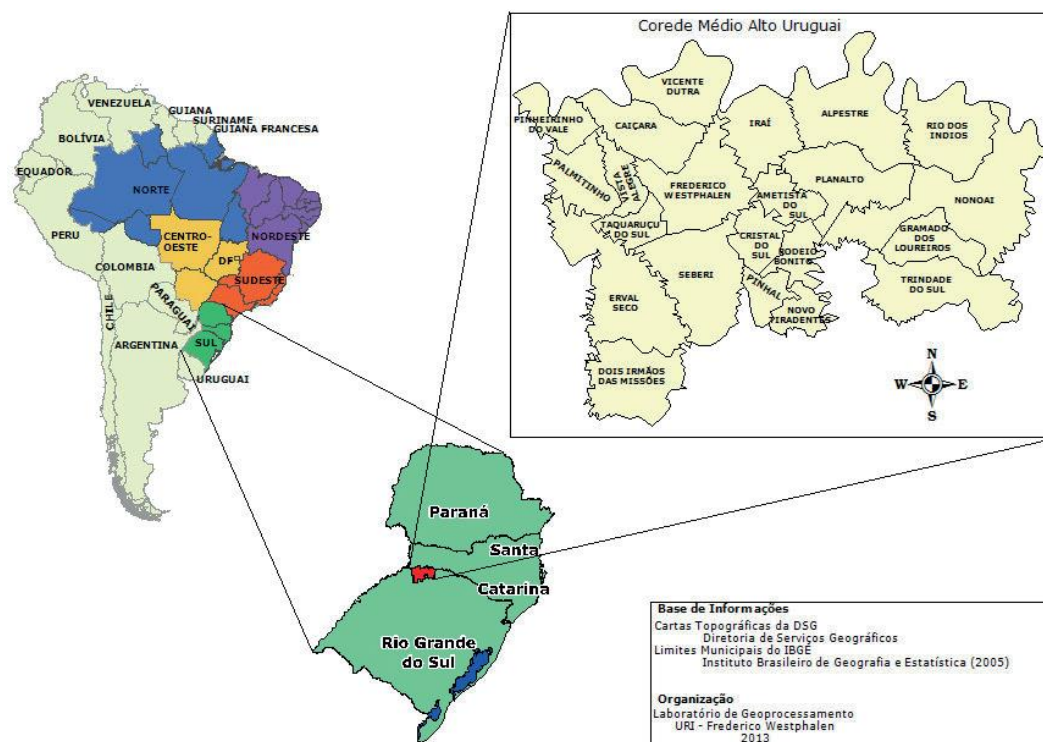 Corede Médio Alto Uruguai
VICENTE
DUTRA
PINHEIRINHO
DO VALE
CAIÇARA
IRAÍ
ALPESTRE
RIO DOS
INDIOS
PALMITINHO
VISTA
ALEGRE
FREDERICO
WESTPHALEN
AMETISTA
DO SUL
PLANALTO
NONOAI
TAQUARUÇU
DO SUL
CRISTAL
DO
SUL
RODEIO
BONITO
GRAMADO
DOS
LOUREIROS
SEBERI
PINHAL
TRINDADE
DO SUL
ERVAL
SECO
NOVO
TIRADENTES
DOIS IRMÃOS
DAS MISSÕES
N
W
E
S
VENEZUELA
GUIANA
SURINAME
GUIANA FRANCESA
BOLÍVIA
EQUADOR
NORTE
PERU
CENTRO-
OESTE
NORDESTE
DF
COLOMBIA
SUDESTE
PARAGUAI
CHILE
ARGENTINA
SUL
URUGUAI
Paraná
Santa
Catarina
Rio Grande
do Sul
Base de Informações
Cartas Topográficas da DSG
Diretoria de Serviços Geográficos
Limites Municipais do IBGE
Instituto Brasileiro de Geografia e Estatística (2005)
Organização
Laboratório de Geoprocessamento
URI - Frederico Westphalen
2013